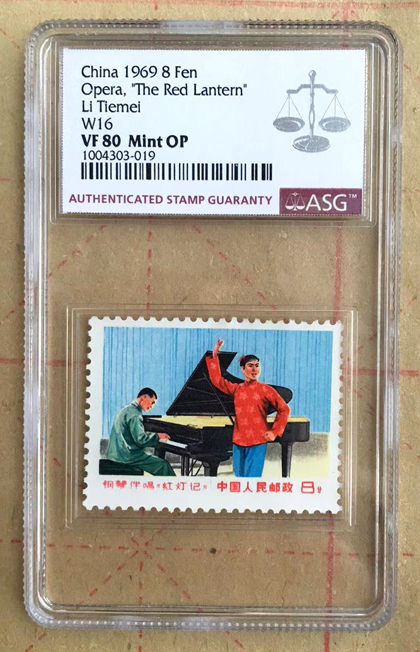 China 1969 8 Fen
Opera, "The Red Lantern"
Li Tiemei
W16
VF 80 Mint OP
1004303-019
AUTHENTICATED STAMP GUARANTY ASG™
钢琴伴唱《红灯记》 中国人民邮政 8分